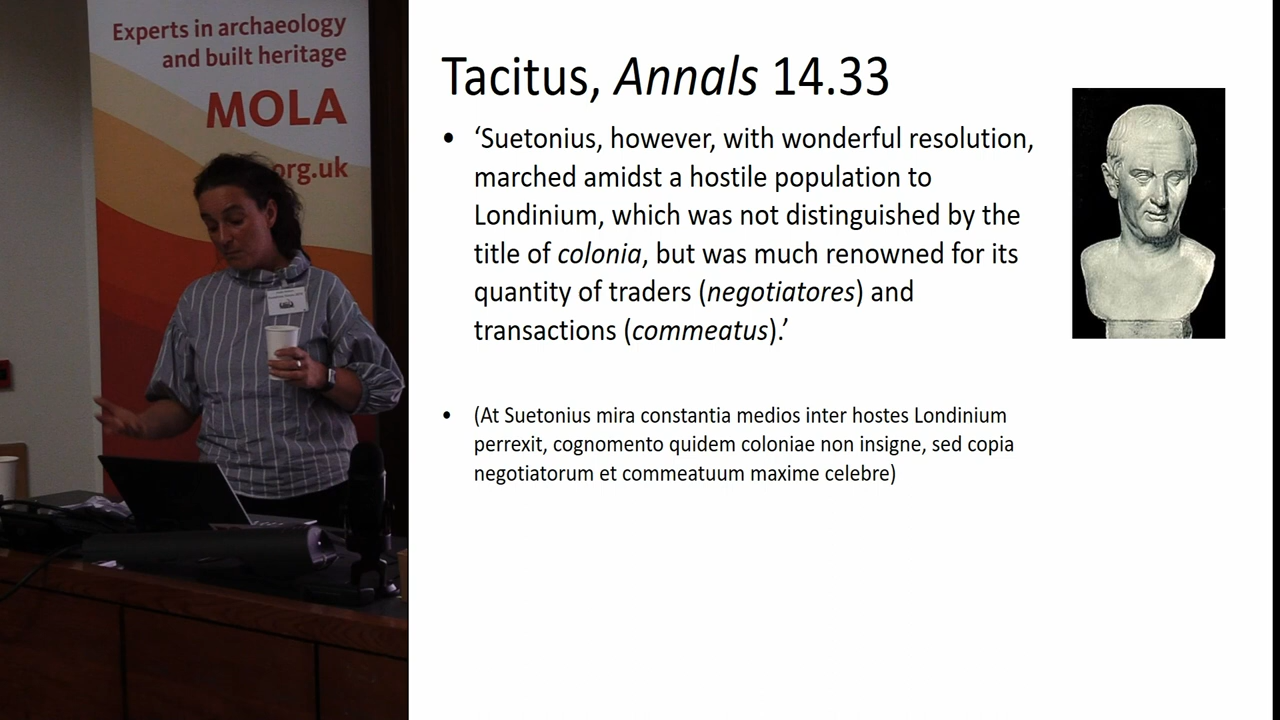 Experts in archaeology
and built heritage
MOLA
org.uk
Tacitus, Annals 14.33
• ‘Suetonius, however, with wonderful resolution,
marched amidst a hostile population to
Londinium, which was not distinguished by the
title of colonia, but was much renowned for its
quantity of traders (negotiatores) and
transactions (commeatus).’
• (At Suetonius mira constantia medios inter hostes Londinium
perrexit, cognomento quidem coloniae non insigne, sed copia
negotiatorum et commeatuum maxime celebre)